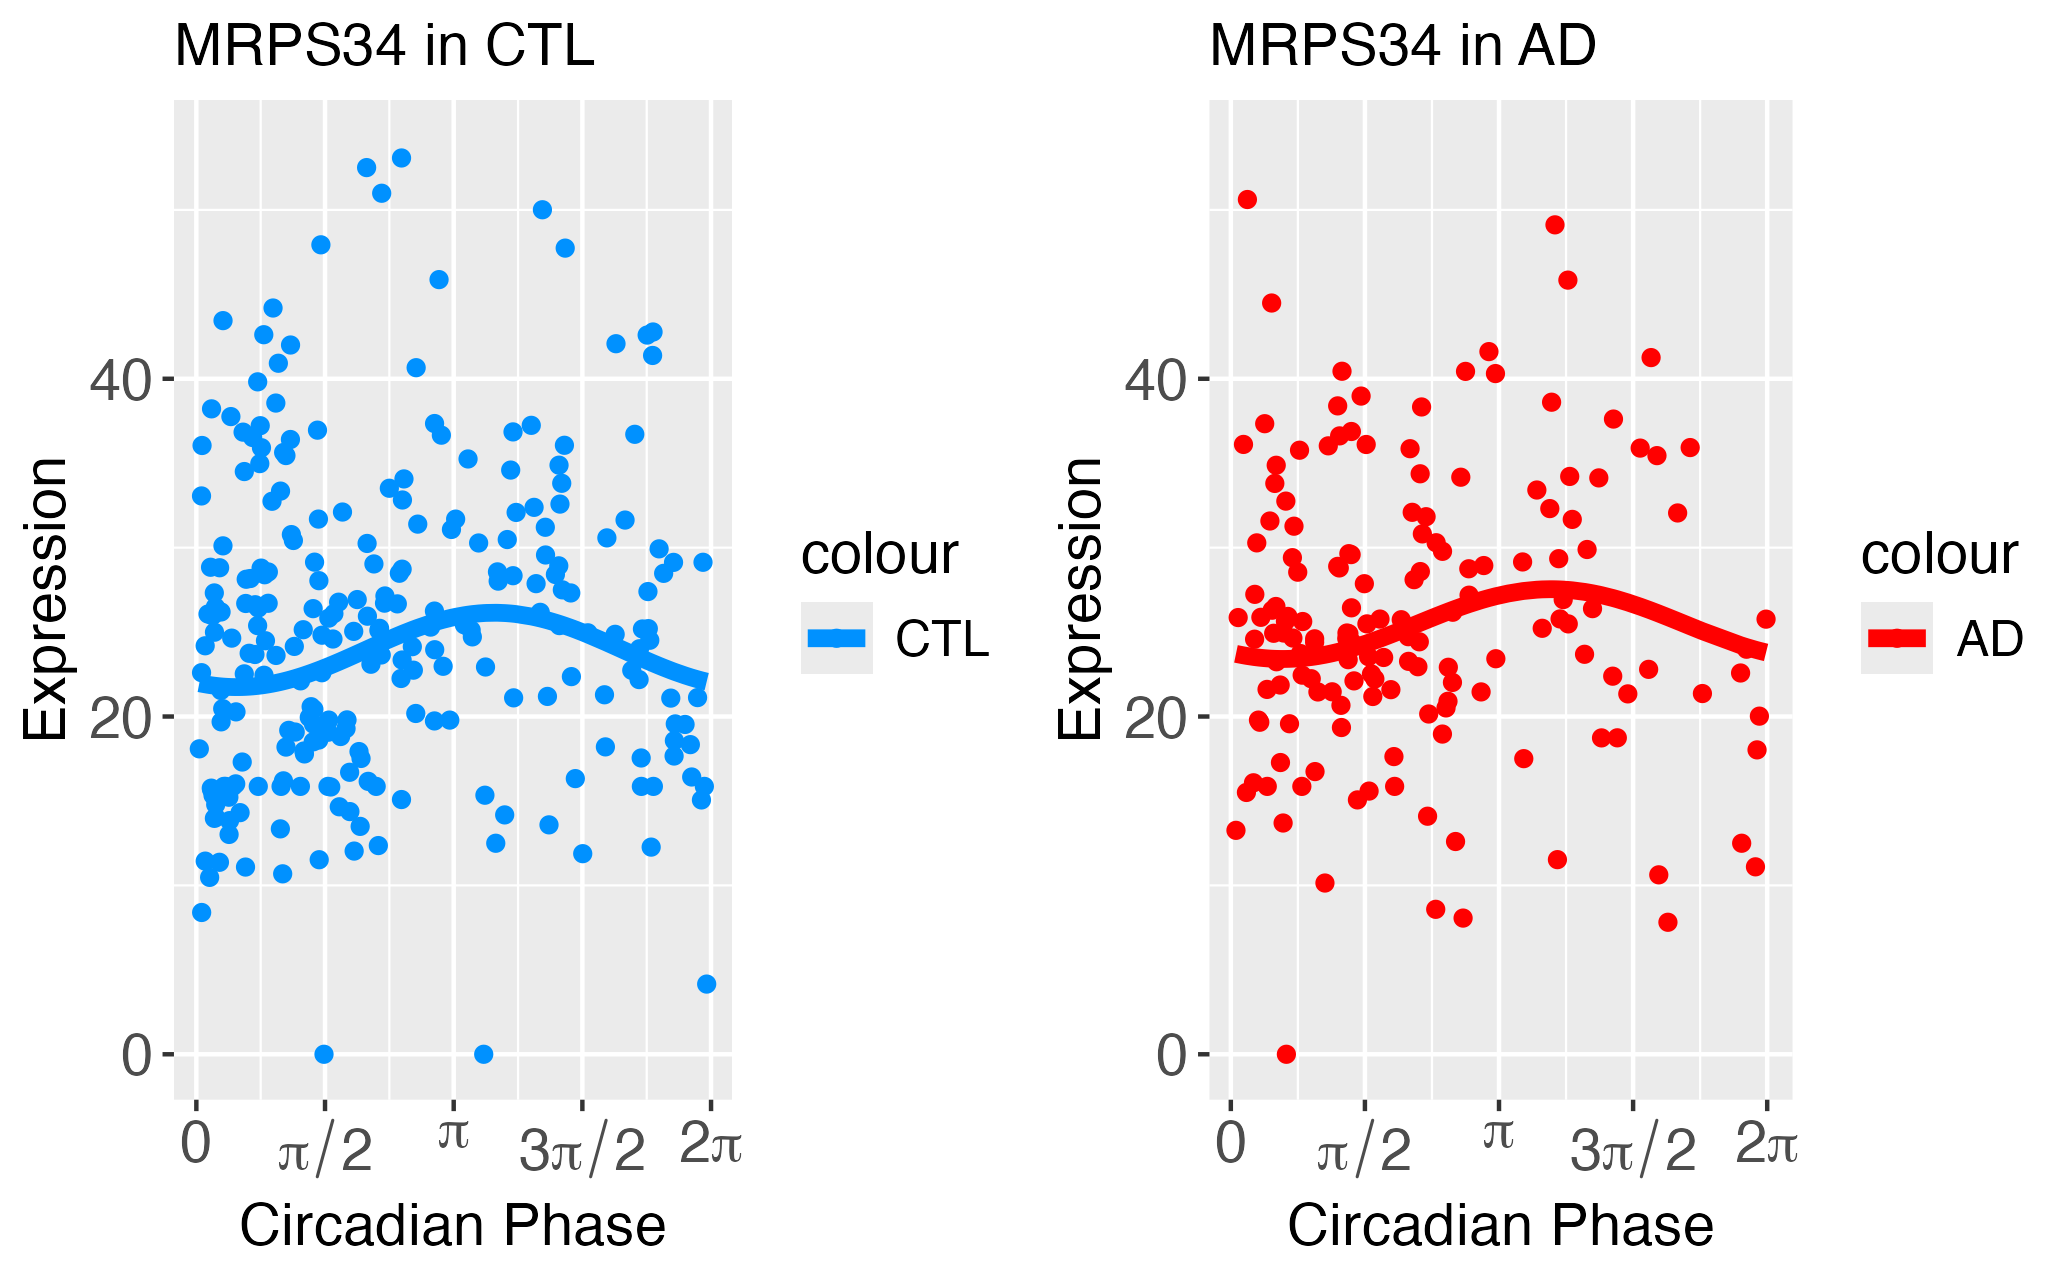 MRPS34 in CTL
Expression
40
20
0
0
π/2
π
3π/2
2π
Circadian Phase
colour
CTL
MRPS34 in AD
Expression
40
20
0
0
π/2
π
3π/2
2π
Circadian Phase
colour
AD